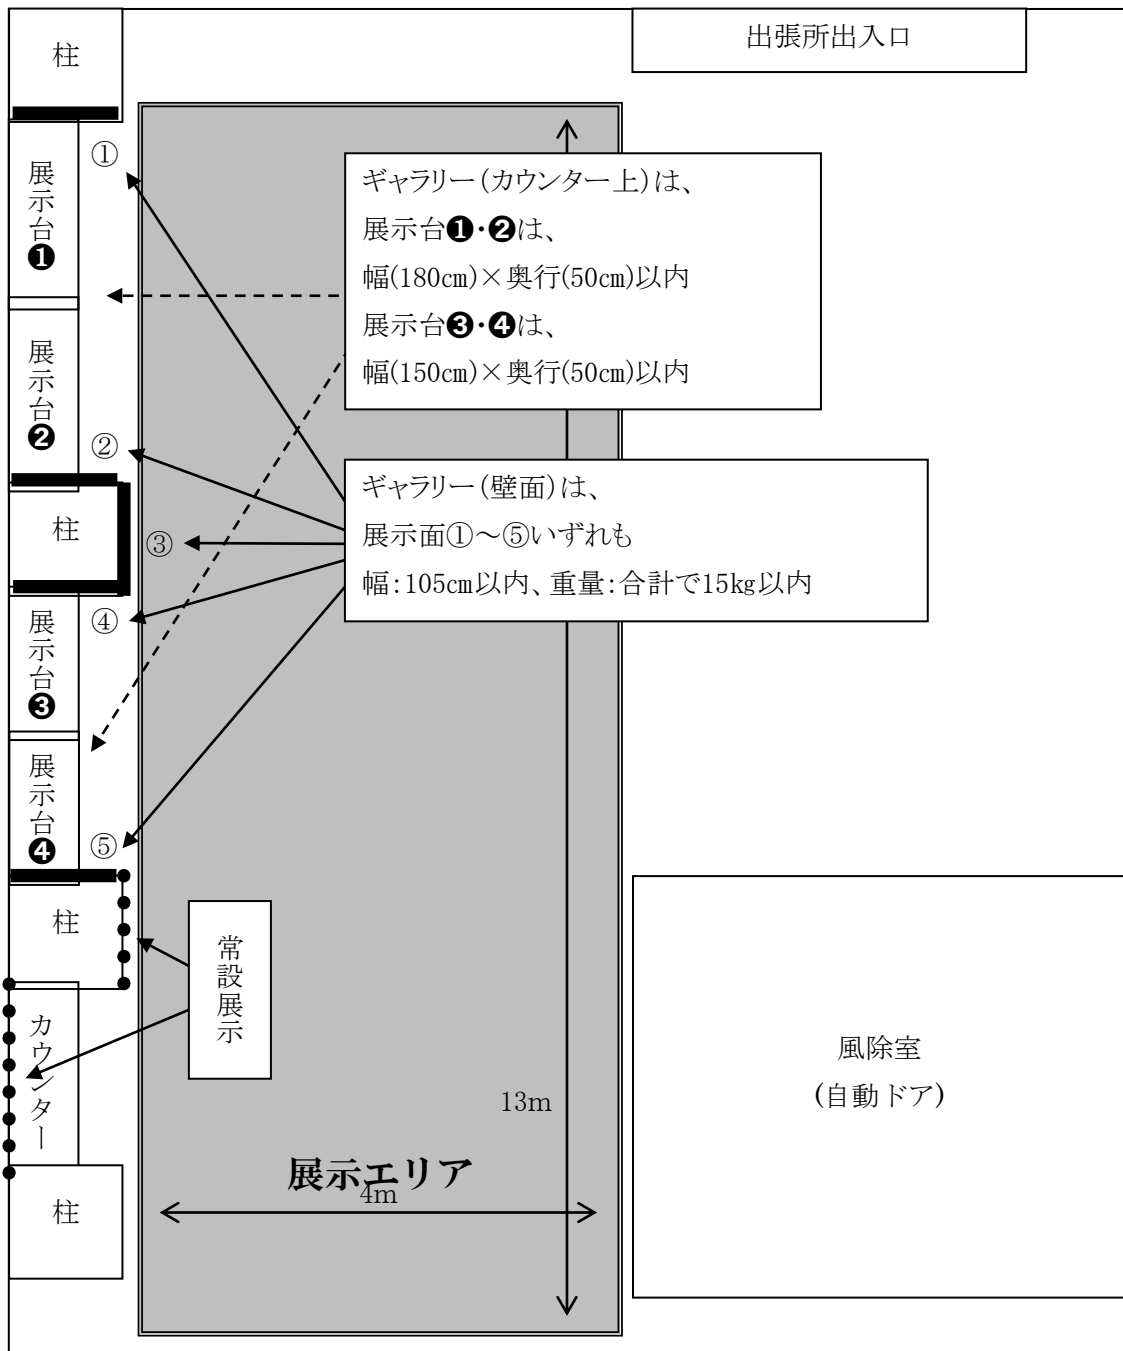 柱
出張所出入口
①
展示台❶
ギャラリー(カウンター上)は、
展示台❶・❷は、
幅(180㎝)×奥行(50㎝)以内
展示台❸・❹は、
幅(150㎝)×奥行(50㎝)以内
展示台❷
②
柱
③
ギャラリー(壁面)は、
展示面①～⑤いずれも
幅:105㎝以内、重量:合計で15㎏以内
④
展示台❸
展示台❹
⑤
柱
常設展示
カウンター
風除室
(自動ドア)
13m
展示エリア
4m
柱